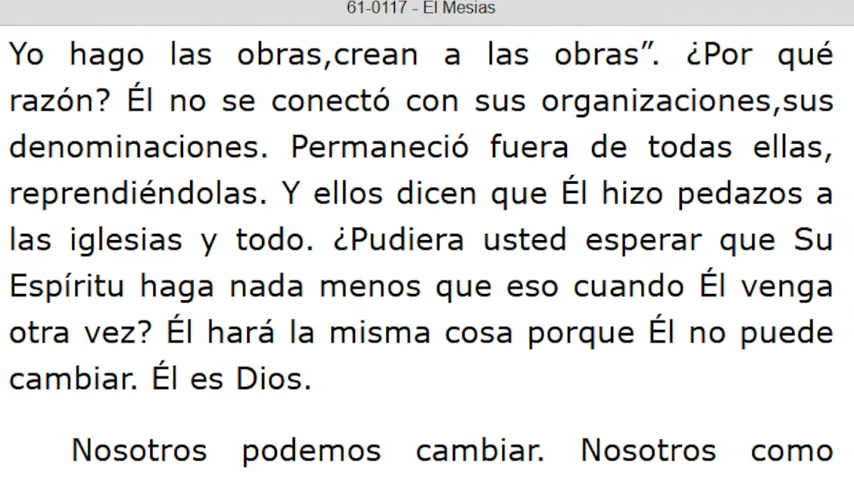 61-0117 - El Mesias
Yo hago las obras,crean a las obras”. ¿Por qué
razón? Él no se conectó con sus organizaciones,sus
denominaciones. Permaneció fuera de todas ellas,
reprendiéndolas. Y ellos dicen que Él hizo pedazos a
las iglesias y todo. ¿Pudiera usted esperar que Su
Espíritu haga nada menos que eso cuando Él venga
otra vez? Él hará la misma cosa porque Él no puede
cambiar. Él es Dios.
Nosotros podemos cambiar. Nosotros como